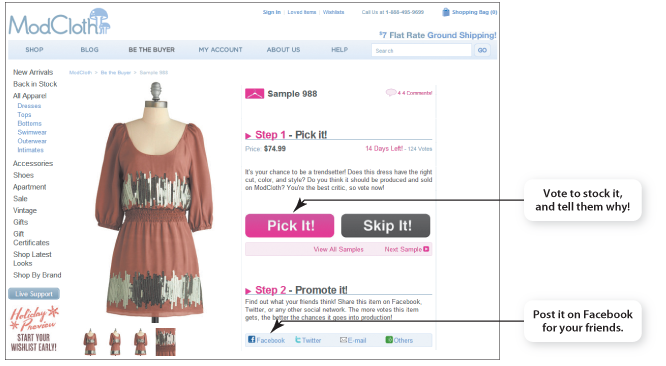 ModCloth
Sign In | Loved Items | Wishlists
Call Us at 1-888-495-9699
Shopping Bag (0)
$7 Flat Rate Ground Shipping!
SHOP BLOG BE THE BUYER MY ACCOUNT ABOUT US HELP Search GO
New Arrivals
Back in Stock
All Apparel
Dresses
Tops
Bottoms
Swimwear
Outerwear
Intimates
Accessories
Shoes
Apartment
Sale
Vintage
Gifts
Gift
Certificates
Shop Latest
Looks
Shop By Brand
Live Support
Holiday
Preview
START YOUR
WISHLIST EARLY!
ModCloth > Be the Buyer > Sample 988
Sample 988
44 Comments!
Step 1 - Pick it!
Price: $74.99
14 Days Left! - 124 Votes
It's your chance to be a trendsetter! Does this dress have the right
cut, color, and style? Do you think it should be produced and sold
on ModCloth? You're the best critic, so vote now!
Pick It! Skip It!
View All Samples Next Sample
Step 2 - Promote it!
Find out what your friends think! Share this item on Facebook,
Twitter, or any other social network. The more votes this item
gets, the better the chances it goes into production!
Facebook Twitter E-mail Others
Vote to stock it,
and tell them why!
Post it on Facebook
for your friends.